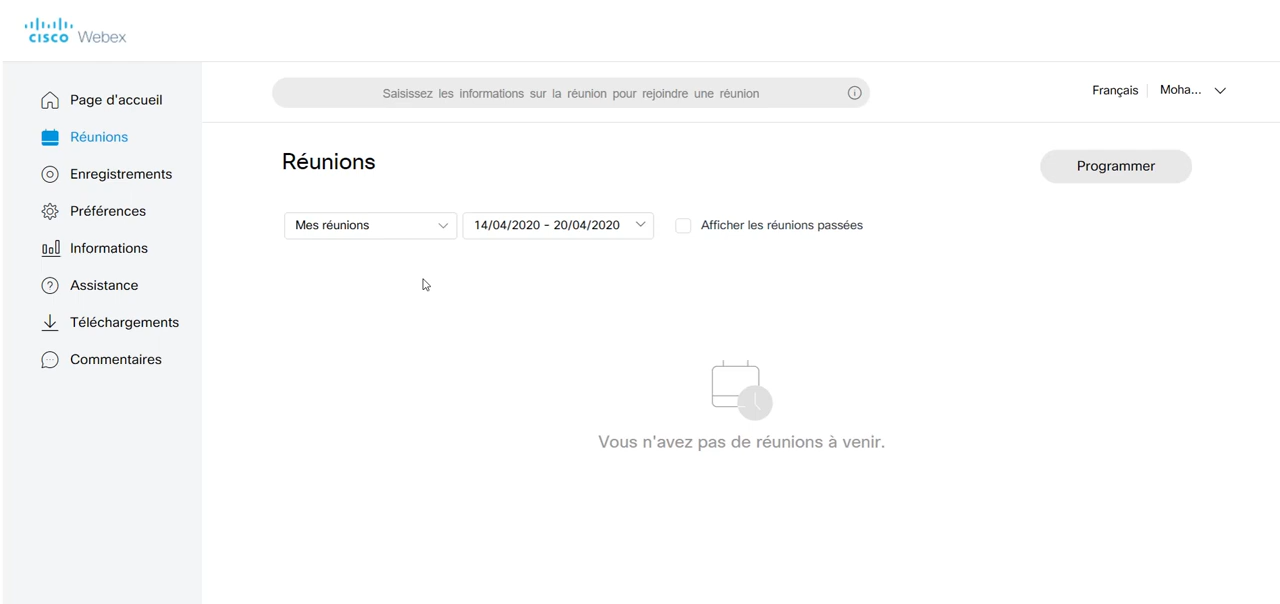 CISCO Webex
Page d'accueil
Réunions
Enregistrements
Préférences
Informations
Assistance
Téléchargements
Commentaires
Saisissez les informations sur la réunion pour rejoindre une réunion
Français
Moha...
Réunions
Programmer
Mes réunions
14/04/2020 - 20/04/2020
Afficher les réunions passées
Vous n'avez pas de réunions à venir.